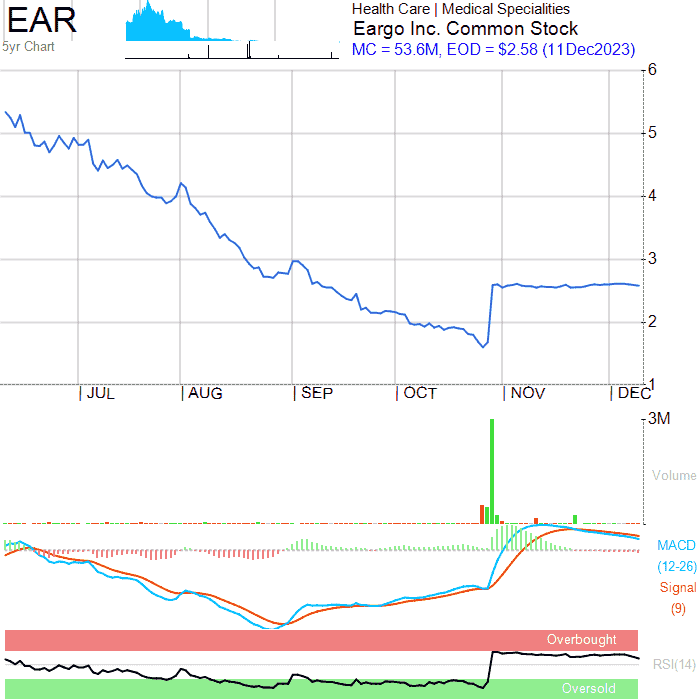 EAR
5yr Chart
Health Care | Medical Specialities
Eargo Inc. Common Stock
MC = 53.6M, EOD = $2.58 (11Dec2023)
6
5
4
3
2
1
JUL AUG SEP OCT NOV DEC
3M
Volume
MACD
(12-26)
Signal
(9)
Overbought
RSI(14)
Oversold